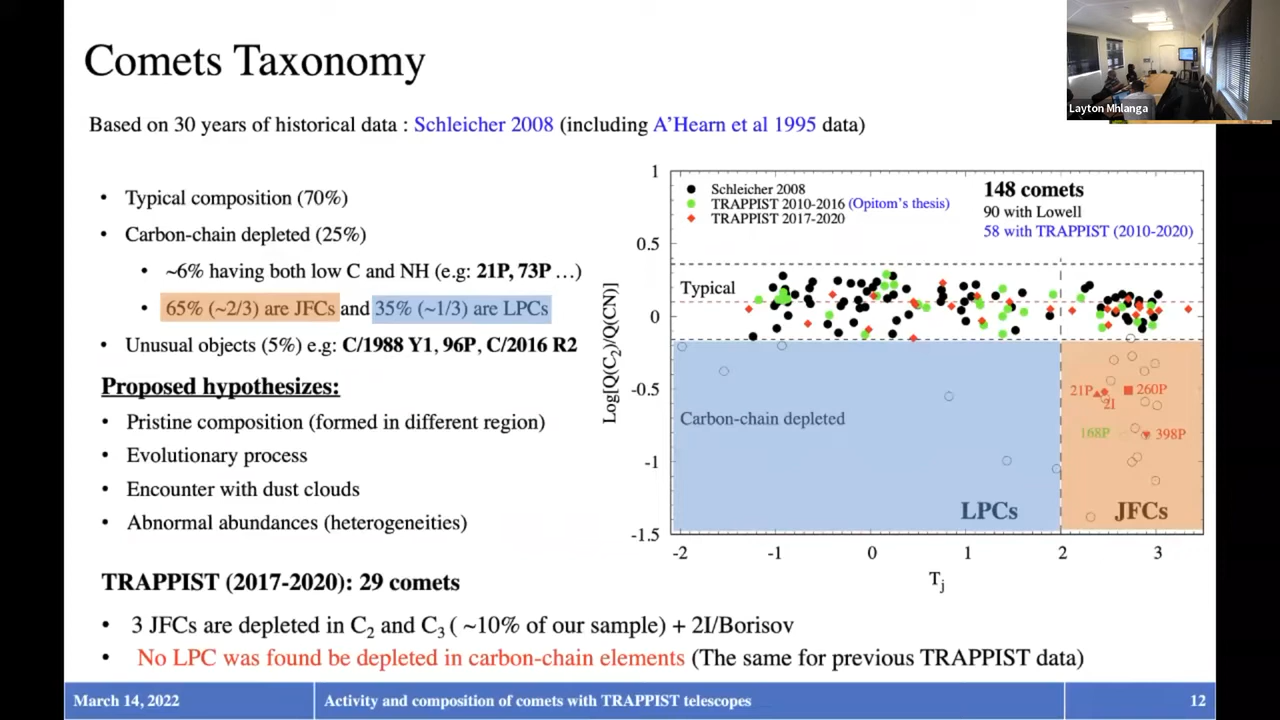 Comets Taxonomy
Layton Mhlanga
Based on 30 years of historical data : Schleicher 2008 (including A'Hearn et al 1995 data)
• Typical composition (70%)
• Carbon-chain depleted (25%)
• ~6% having both low C and NH (e.g: 21P, 73P …)
• 65% (~2/3) are JFCs and 35% (~1/3) are LPCs
• Unusual objects (5%) e.g: C/1988 Y1, 96P, C/2016 R2
Proposed hypothesizes:
• Pristine composition (formed in different region)
• Evolutionary process
• Encounter with dust clouds
• Abnormal abundances (heterogeneities)
Log[Q(C₂)/Q(CN)]
1
0.5
0
-0.5
-1
-1.5
Schleicher 2008
TRAPPIST 2010-2016 (Opitom's thesis)
TRAPPIST 2017-2020
148 comets
90 with Lowell
58 with TRAPPIST (2010-2020)
Typical
Carbon-chain depleted
21P
2I
260P
168P
398P
LPCs
JFCs
-2 -1 0 1 2 3
Tj
TRAPPIST (2017-2020): 29 comets
• 3 JFCs are depleted in C₂ and C₃ ( ~10% of our sample) + 2I/Borisov
• No LPC was found be depleted in carbon-chain elements (The same for previous TRAPPIST data)
March 14, 2022
Activity and composition of comets with TRAPPIST telescopes
12